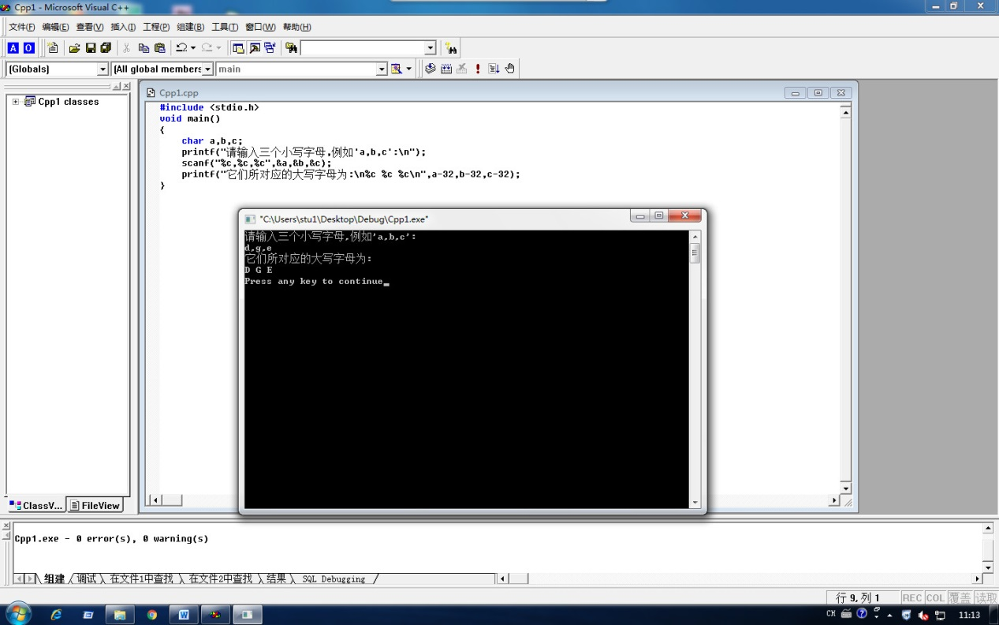 Cpp1 - Microsoft Visual C++
文件(F) 编辑(E) 查看(V) 插入(I) 工程(P) 组建(B) 工具(T) 窗口(W) 帮助(H)
A O
(Globals) (All global members main
Cpp1 classes
Cpp1.cpp
#include <stdio.h>
void main()
{
char a,b,c;
printf("请输入三个小写字母,例如'a,b,c':\n");
scanf("%c,%c,%c",&a,&b,&c);
printf("它们所对应的大写字母为:\n%c %c %c\n",a-32,b-32,c-32);
}
"C:\Users\stu1\Desktop\Debug\Cpp1.exe"
请输入三个小写字母,例如'a,b,c':
d,g,e
它们所对应的大写字母为:
D G E
Press any key to continue_
ClassV... FileView
Cpp1.exe - 0 error(s), 0 warning(s)
组建 调试 在文件1中查找 在文件2中查找 结果 SQL Debugging
行 9, 列 1 REC COL 覆盖 读取
CH 11:13